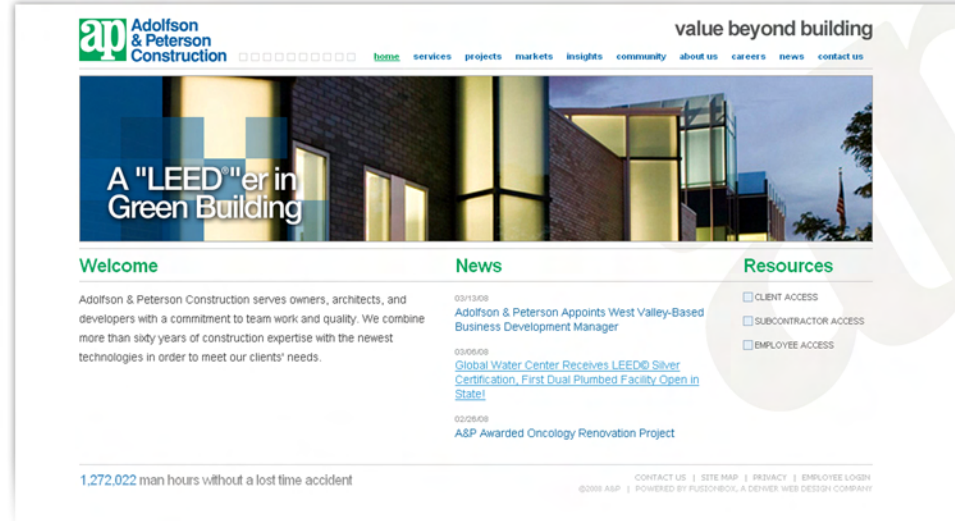 ap
Adolfson
& Peterson
Construction
value beyond building
home services projects markets insights community about us careers news contact us
A "LEED®"er in
Green Building
Welcome
Adolfson & Peterson Construction serves owners, architects, and
developers with a commitment to team work and quality. We combine
more than sixty years of construction expertise with the newest
technologies in order to meet our clients' needs.
News
03/13/08
Adolfson & Peterson Appoints West Valley-Based
Business Development Manager
03/06/08
Global Water Center Receives LEED© Silver
Certification, First Dual Plumbed Facility Open in
State!
02/26/08
A&P Awarded Oncology Renovation Project
Resources
CLIENT ACCESS
SUBCONTRACTOR ACCESS
EMPLOYEE ACCESS
1,272,022 man hours without a lost time accident
CONTACT US | SITE MAP | PRIVACY | EMPLOYEE LOGIN
©2008 A&P | POWERED BY FUSIONBOX, A DENVER WEB DESIGN COMPANY